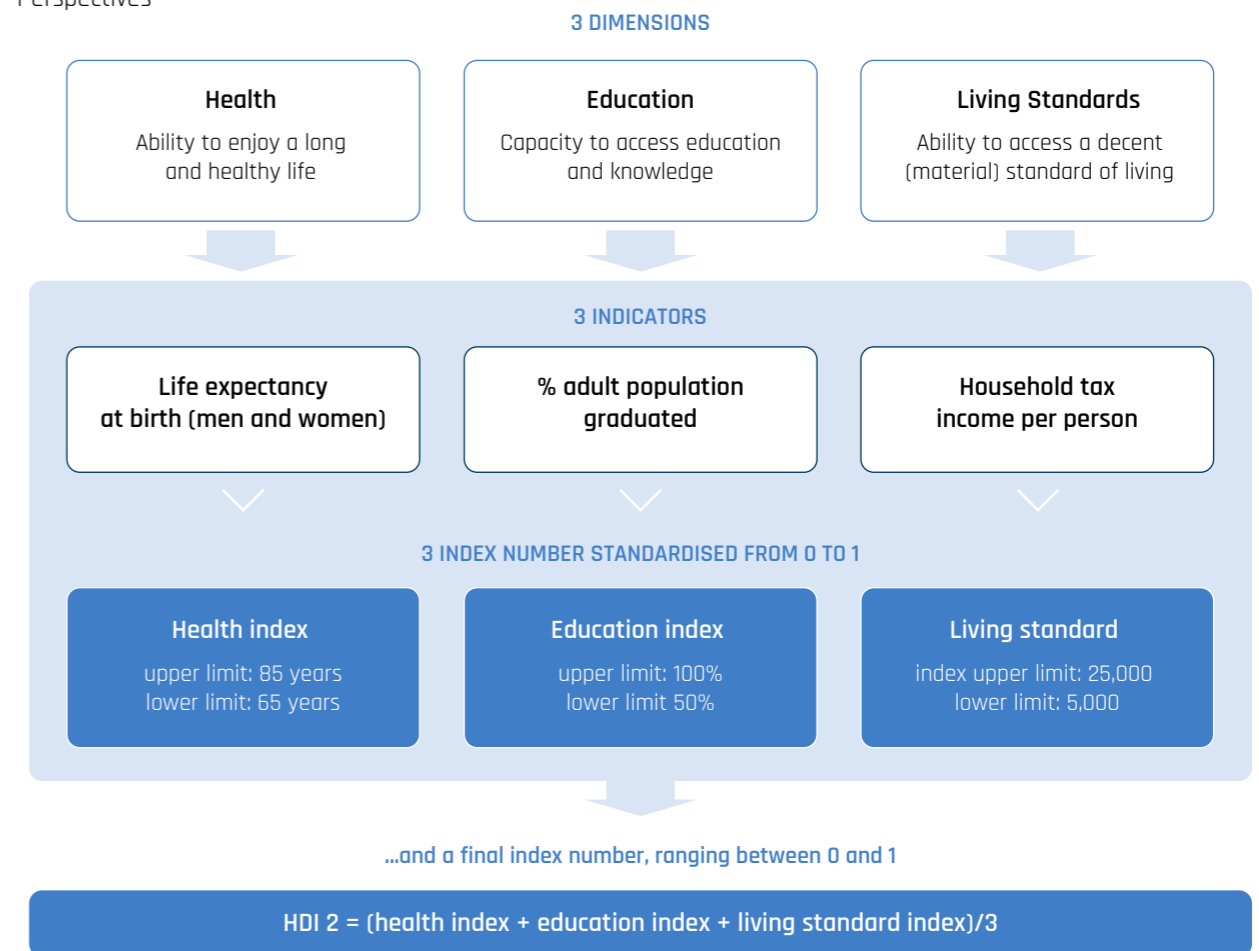 Perspectives
3 DIMENSIONS
Health
Ability to enjoy a long
and healthy life
Education
Capacity to access education
and knowledge
Living Standards
Ability to access a decent
(material) standard of living
3 INDICATORS
Life expectancy
at birth (men and women)
% adult population
graduated
Household tax
income per person
3 INDEX NUMBER STANDARDISED FROM 0 TO 1
Health index
upper limit: 85 years
lower limit: 65 years
Education index
upper limit: 100%
lower limit 50%
Living standard
index upper limit: 25,000
lower limit: 5,000
...and a final index number, ranging between 0 and 1
HDI 2 = (health index + education index + living standard index)/3